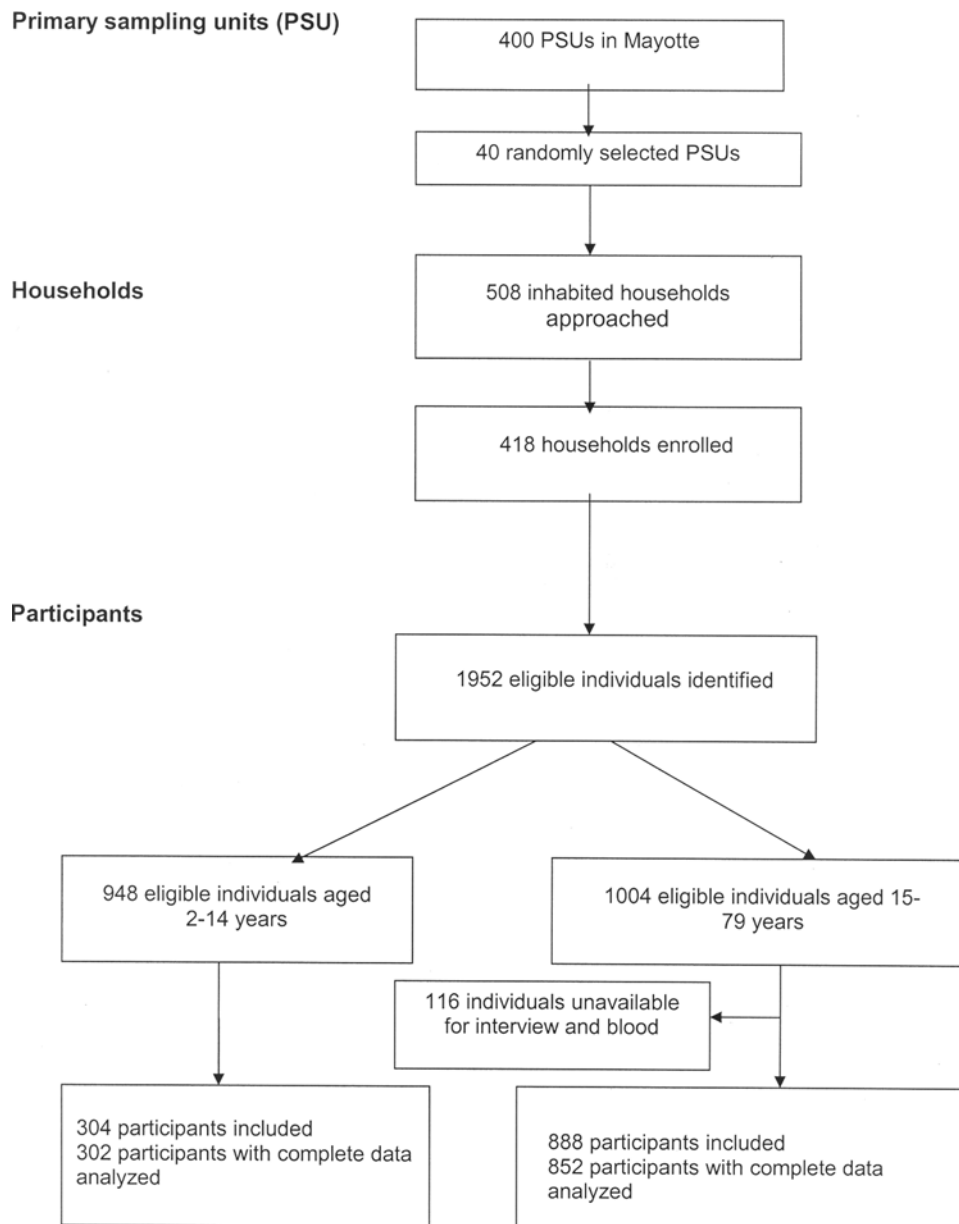 Primary sampling units (PSU)
400 PSUs in Mayotte
40 randomly selected PSUs
Households
508 inhabited households
approached
418 households enrolled
Participants
1952 eligible individuals identified
948 eligible individuals aged
2-14 years
1004 eligible individuals aged 15-
79 years
116 individuals unavailable
for interview and blood
304 participants included
302 participants with complete data
analyzed
888 participants included
852 participants with complete data
analyzed